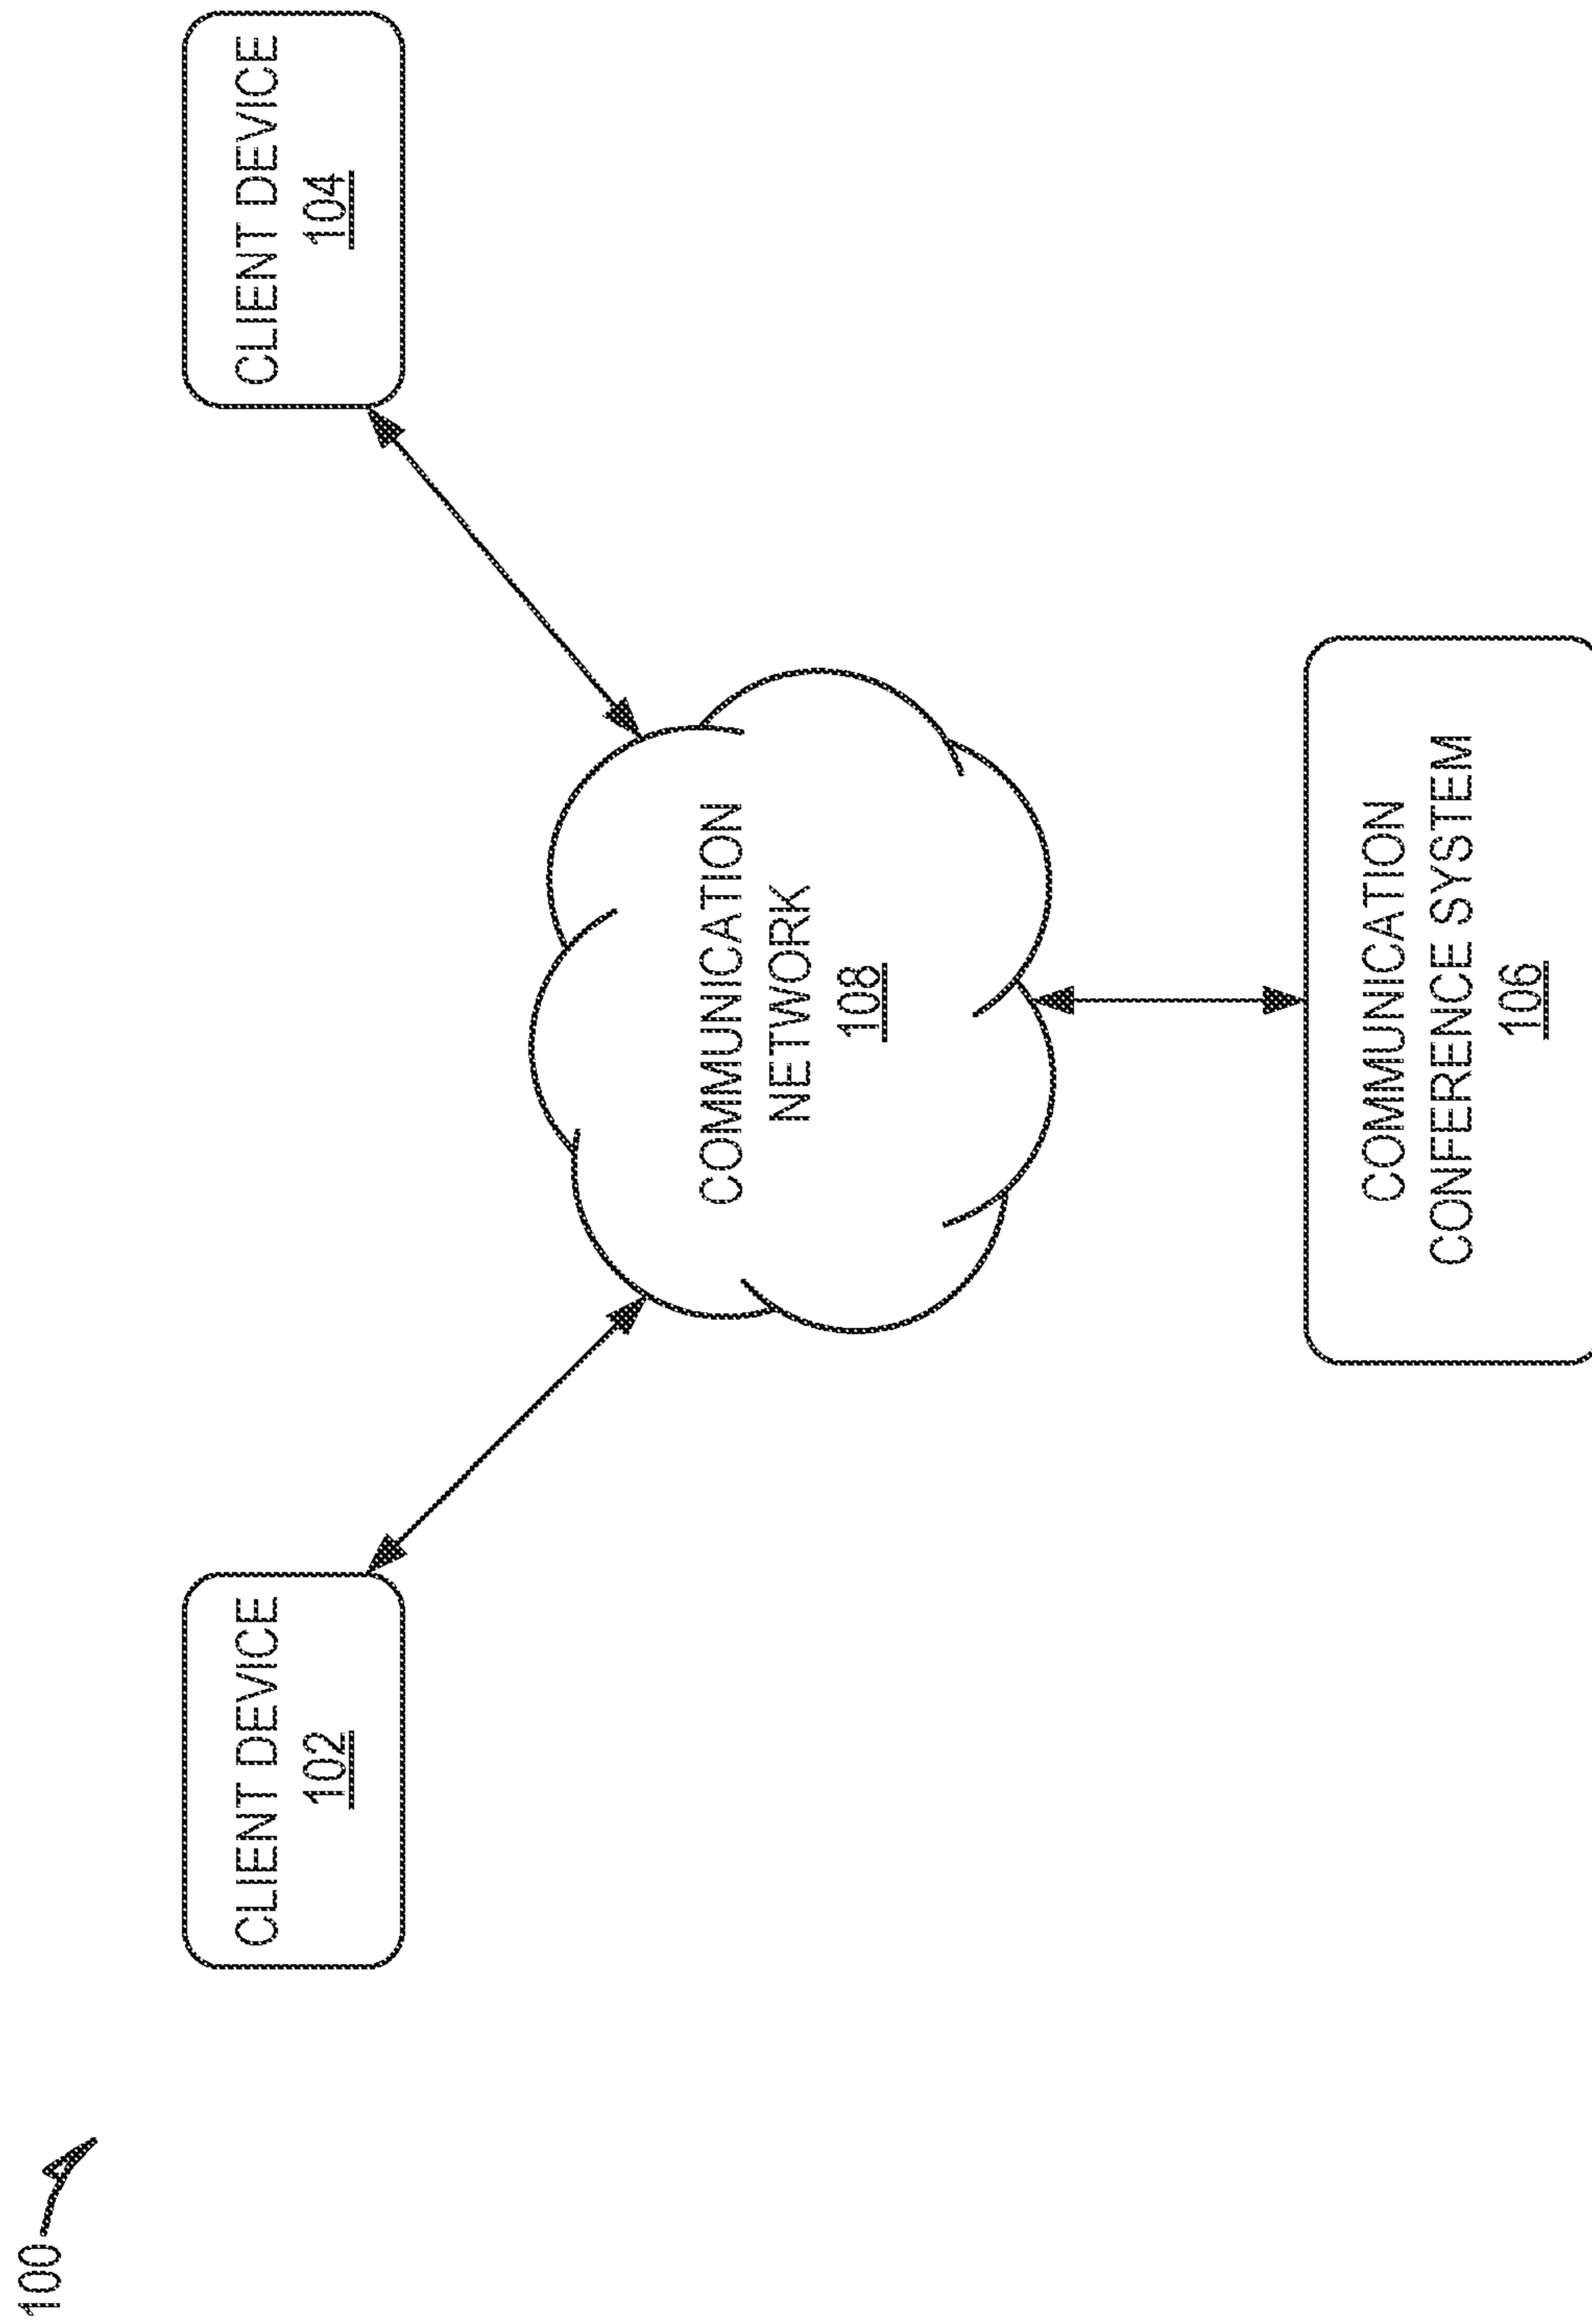 100
CLIENT DEVICE
102
CLIENT DEVICE
104
COMMUNICATION
NETWORK
108
COMMUNICATION
CONFERENCE SYSTEM
106